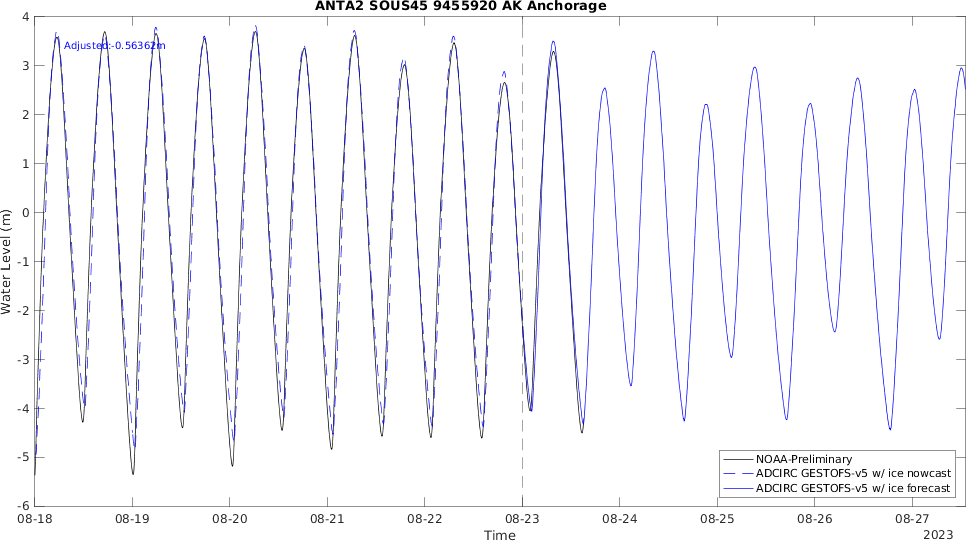 ANTA2 SOUS45 9455920 AK Anchorage
Adjusted:-0.56362m
4
3
2
1
0
-1
-2
-3
-4
-5
-6
Water Level (m)
NOAA-Preliminary
ADCIRC GESTOFS-v5 w/ ice nowcast
ADCIRC GESTOFS-v5 w/ ice forecast
08-18 08-19 08-20 08-21 08-22 08-23 08-24 08-25 08-26 08-27
Time
2023